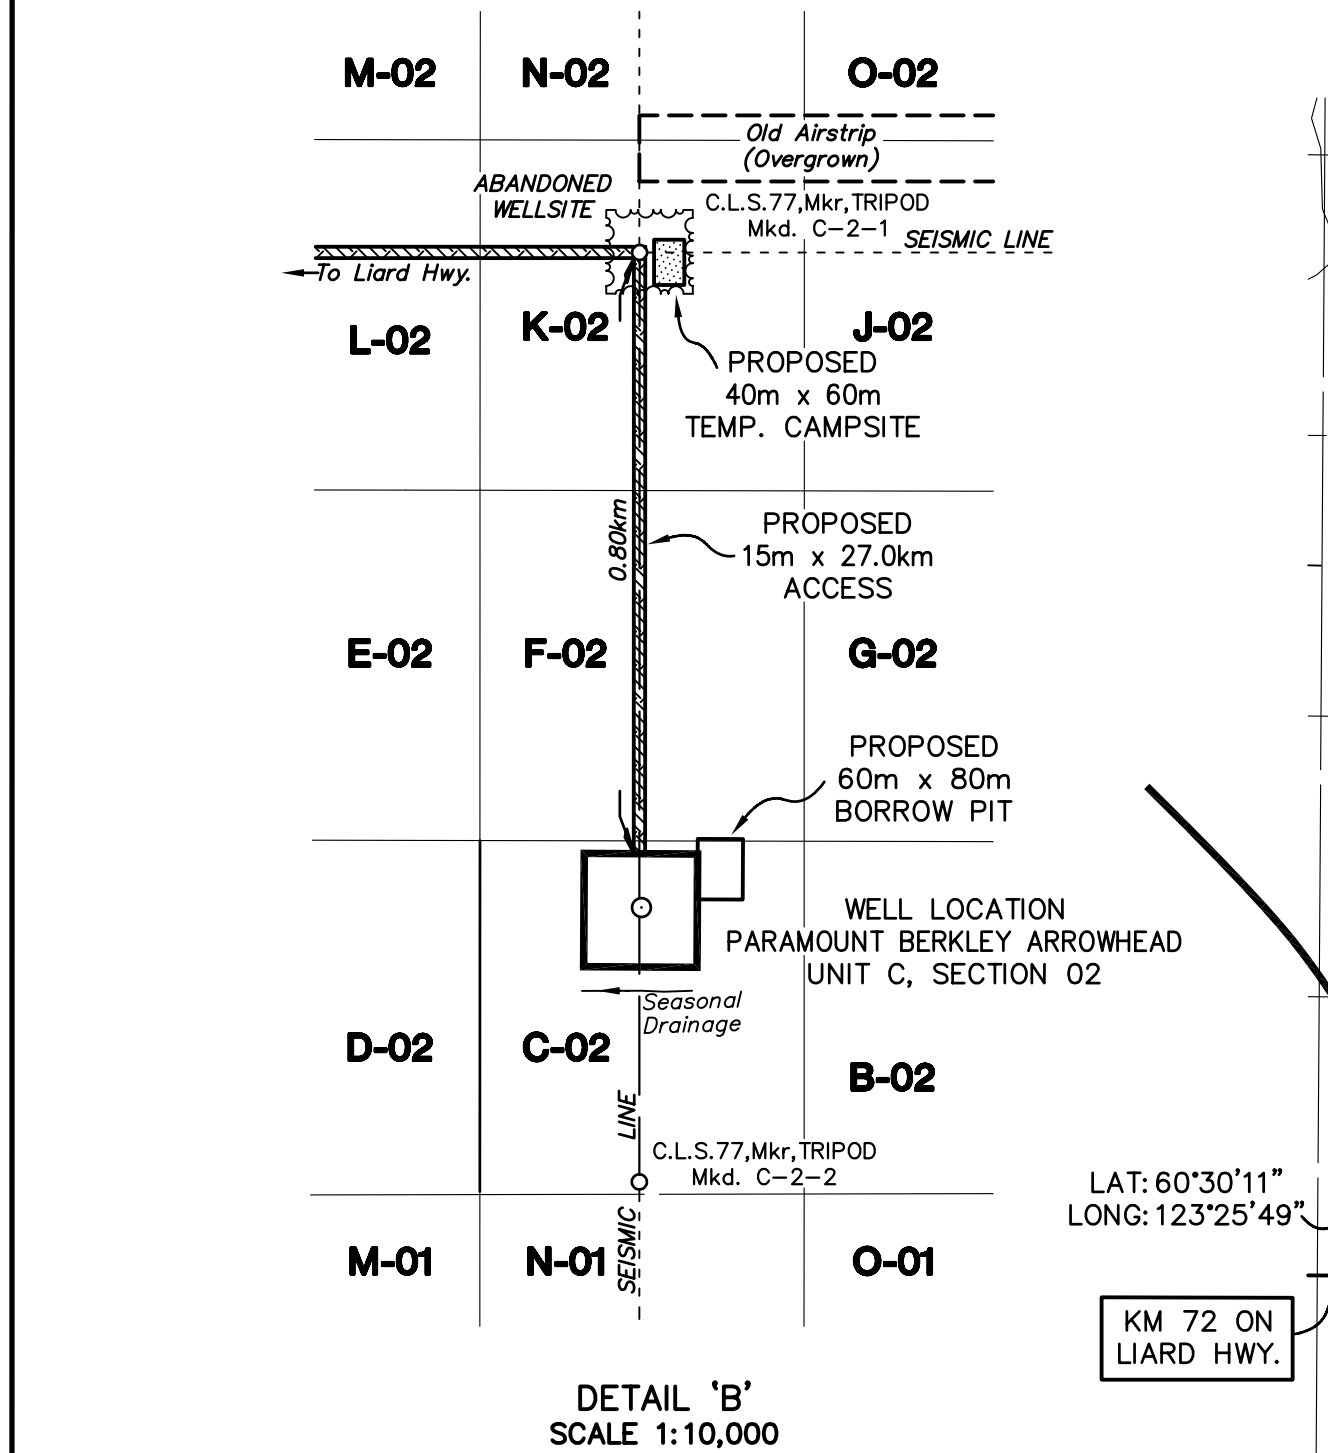 M-02
N-02
O-02
Old Airstrip
(Overgrown)
ABANDONED
WELLSITE
C.L.S.77,Mkr,TRIPOD
Mkd. C-2-1
SEISMIC LINE
To Liard Hwy.
L-02
K-02
J-02
PROPOSED
40m x 60m
TEMP. CAMPSITE
0.80km
PROPOSED
15m x 27.0km
ACCESS
E-02
F-02
G-02
PROPOSED
60m x 80m
BORROW PIT
WELL LOCATION
PARAMOUNT BERKLEY ARROWHEAD
UNIT C, SECTION 02
Seasonal
Drainage
D-02
C-02
B-02
SEISMIC LINE
C.L.S.77,Mkr,TRIPOD
Mkd. C-2-2
LAT: 60°30'11"
LONG: 123°25'49"
M-01
N-01
O-01
KM 72 ON
LIARD HWY.
DETAIL 'B'
SCALE 1:10,000